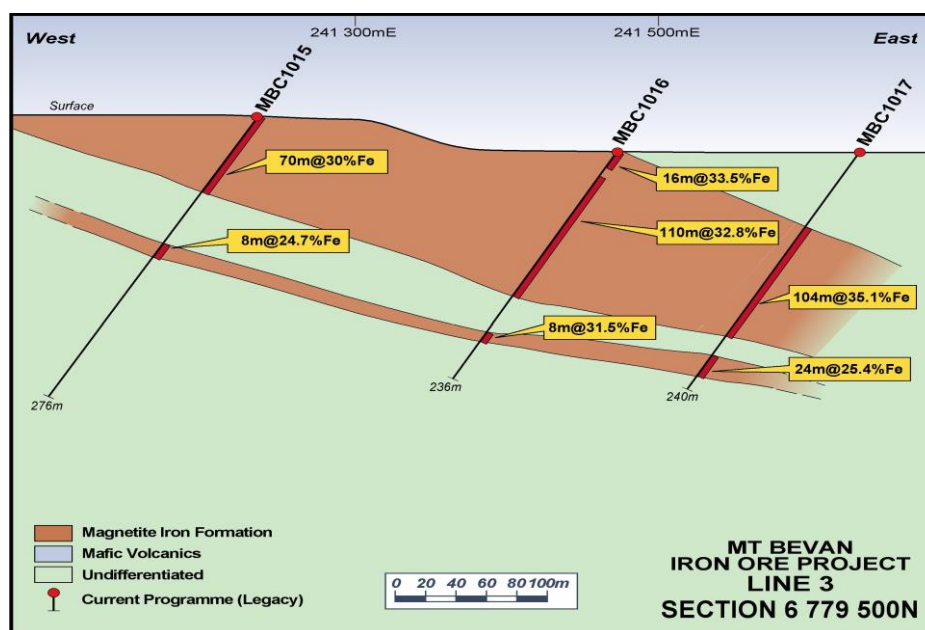 West
241 300mE
241 500mE
East
Surface
MBC1015
MBC1016
MBC1017
70m@30%Fe
16m@33.5%Fe
110m@32.8%Fe
8m@24.7%Fe
104m@35.1%Fe
8m@31.5%Fe
24m@25.4%Fe
276m
236m
240m
Magnetite Iron Formation
Mafic Volcanics
Undifferentiated
Current Programme (Legacy)
0 20 40 60 80 100m
MT BEVAN
IRON ORE PROJECT
LINE 3
SECTION 6 779 500N